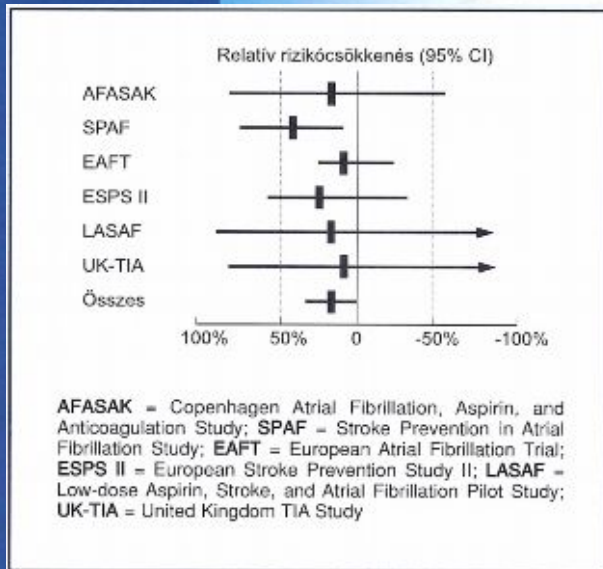 Relatív rizikócsökkenés (95% CI)
AFASAK
SPAF
EAFT
ESPS II
LASAF
UK-TIA
Összes
100% 50% 0 -50% -100%
AFASAK = Copenhagen Atrial Fibrillation, Aspirin, and
Anticoagulation Study; SPAF = Stroke Prevention in Atrial
Fibrillation Study; EAFT = European Atrial Fibrillation Trial;
ESPS II = European Stroke Prevention Study II; LASAF =
Low-dose Aspirin, Stroke, and Atrial Fibrillation Pilot Study;
UK-TIA = United Kingdom TIA Study